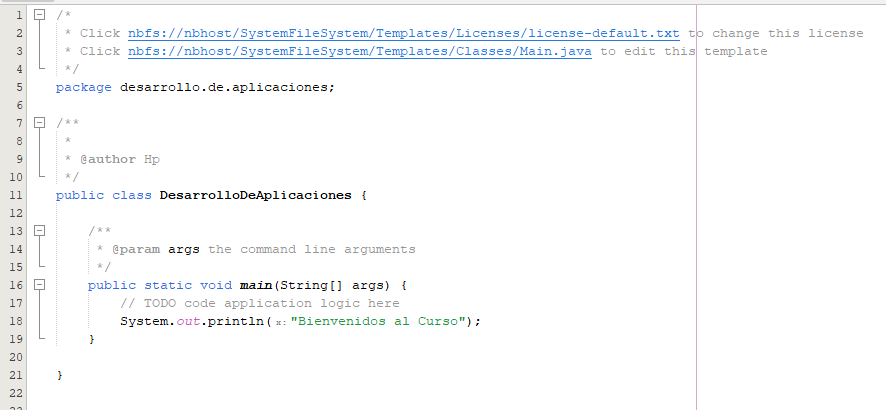 1 /*
2 * Click nbfs://nbhost/SystemFileSystem/Templates/Licenses/license-default.txt to change this license
3 * Click nbfs://nbhost/SystemFileSystem/Templates/Classes/Main.java to edit this template
4 */
5 package desarrollo.de.aplicaciones;
6
7 /**
8 *
9 * @author Hp
10 */
11 public class DesarrolloDeAplicaciones {
12
13 /**
14 * @param args the command line arguments
15 */
16 public static void main(String[] args) {
17 // TODO code application logic here
18 System.out.println( x: "Bienvenidos al Curso");
19 }
20
21 }
22